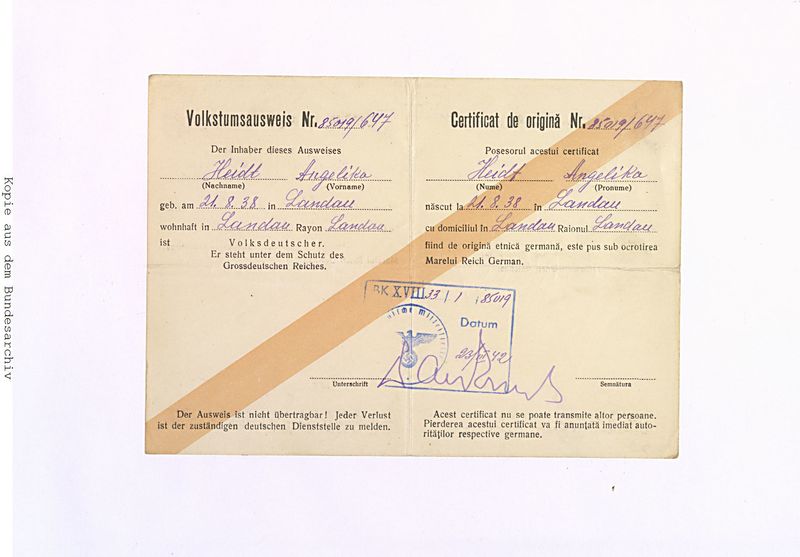 Kopie aus dem Bundesarchiv
Volkstumsausweis Nr. 85019/647
Der Inhaber dieses Ausweises
Heidt Angelika
(Nachname) (Vorname)
geb. am 21.8.38 in Landau
wohnhaft in Landau Rayon Landau
ist Volksdeutscher.
Er steht unter dem Schutz des
Grossdeutschen Reiches.
Unterschrift
Der Ausweis ist nicht übertragbar! Jeder Verlust
ist der zuständigen deutschen Dienststelle zu melden.
Certificat de origină Nr. 85019/647
Posesorul acestui certificat
Heidt Angelika
(Nume) (Pronume)
născut la 21.8.38 în Landau
cu domiciliul în Landau Raionul Landau
fiind de origină etnică germană, este pus sub ocrotirea
Marelui Reich German.
BK XVIII 33/1 85019
Datum
Semnătura
Acest certificat nu se poate transmite altor persoane.
Pierderea acestui certificat va fi anunțată imediat auto-
rităților respective germane.